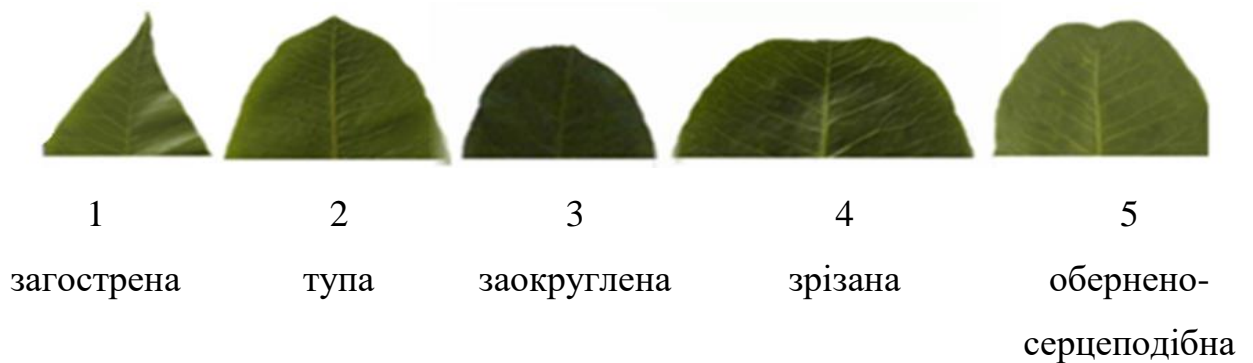 1 2 3 4 5
загострена тупа заокруглена зрізана обернено-
серцеподібна